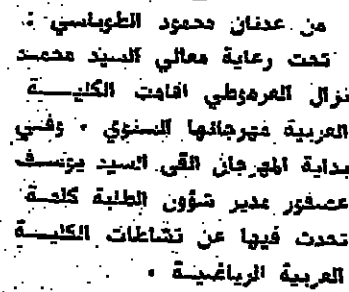 من عدنان محمود الطوباسي :
تحت رعاية معالي السيد محمد
نزال العرموطي اقامت الكلية
العربية مهرجانها السنوي . وفي
بداية المهرجان القى السيد يوسف
عصفور مدير شؤون الطلبة كلمة
تحدث فيها عن نشاطات الكلية
العربية الرياضية .